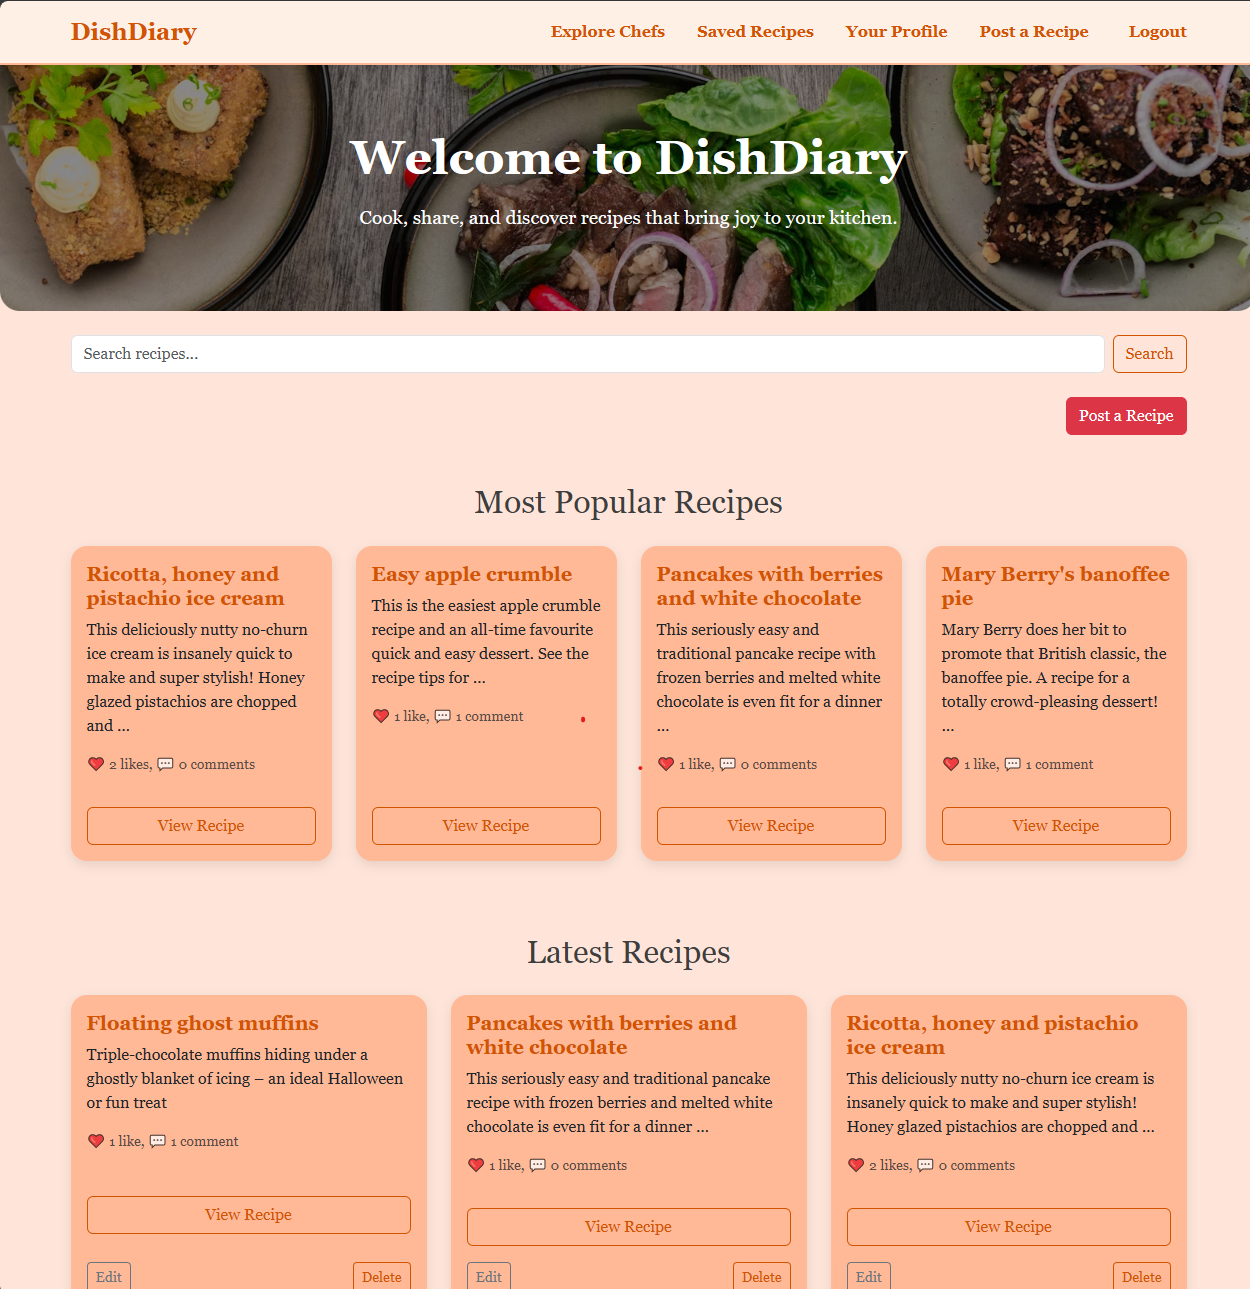 DishDiary
Explore Chefs Saved Recipes Your Profile Post a Recipe Logout
Welcome to DishDiary
Cook, share, and discover recipes that bring joy to your kitchen.
Search recipes...
Search
Post a Recipe
Most Popular Recipes
Ricotta, honey and
pistachio ice cream
This deliciously nutty no-churn
ice cream is insanely quick to
make and super stylish! Honey
glazed pistachios are chopped
and ...
2 likes, 0 comments
View Recipe
Easy apple crumble
This is the easiest apple crumble
recipe and an all-time favourite
quick and easy dessert. See the
recipe tips for ...
1 like, 1 comment
View Recipe
Pancakes with berries
and white chocolate
This seriously easy and
traditional pancake recipe with
frozen berries and melted white
chocolate is even fit for a dinner
...
1 like, 0 comments
View Recipe
Mary Berry's banoffee
pie
Mary Berry does her bit to
promote that British classic, the
banoffee pie. A recipe for a
totally crowd-pleasing dessert!
...
1 like, 1 comment
View Recipe
Latest Recipes
Floating ghost muffins
Triple-chocolate muffins hiding under a
ghostly blanket of icing – an ideal Halloween
or fun treat
1 like, 1 comment
View Recipe
Edit Delete
Pancakes with berries and
white chocolate
This seriously easy and traditional pancake
recipe with frozen berries and melted white
chocolate is even fit for a dinner ...
1 like, 0 comments
View Recipe
Edit Delete
Ricotta, honey and pistachio
ice cream
This deliciously nutty no-churn ice cream is
insanely quick to make and super stylish!
Honey glazed pistachios are chopped and ...
2 likes, 0 comments
View Recipe
Edit Delete